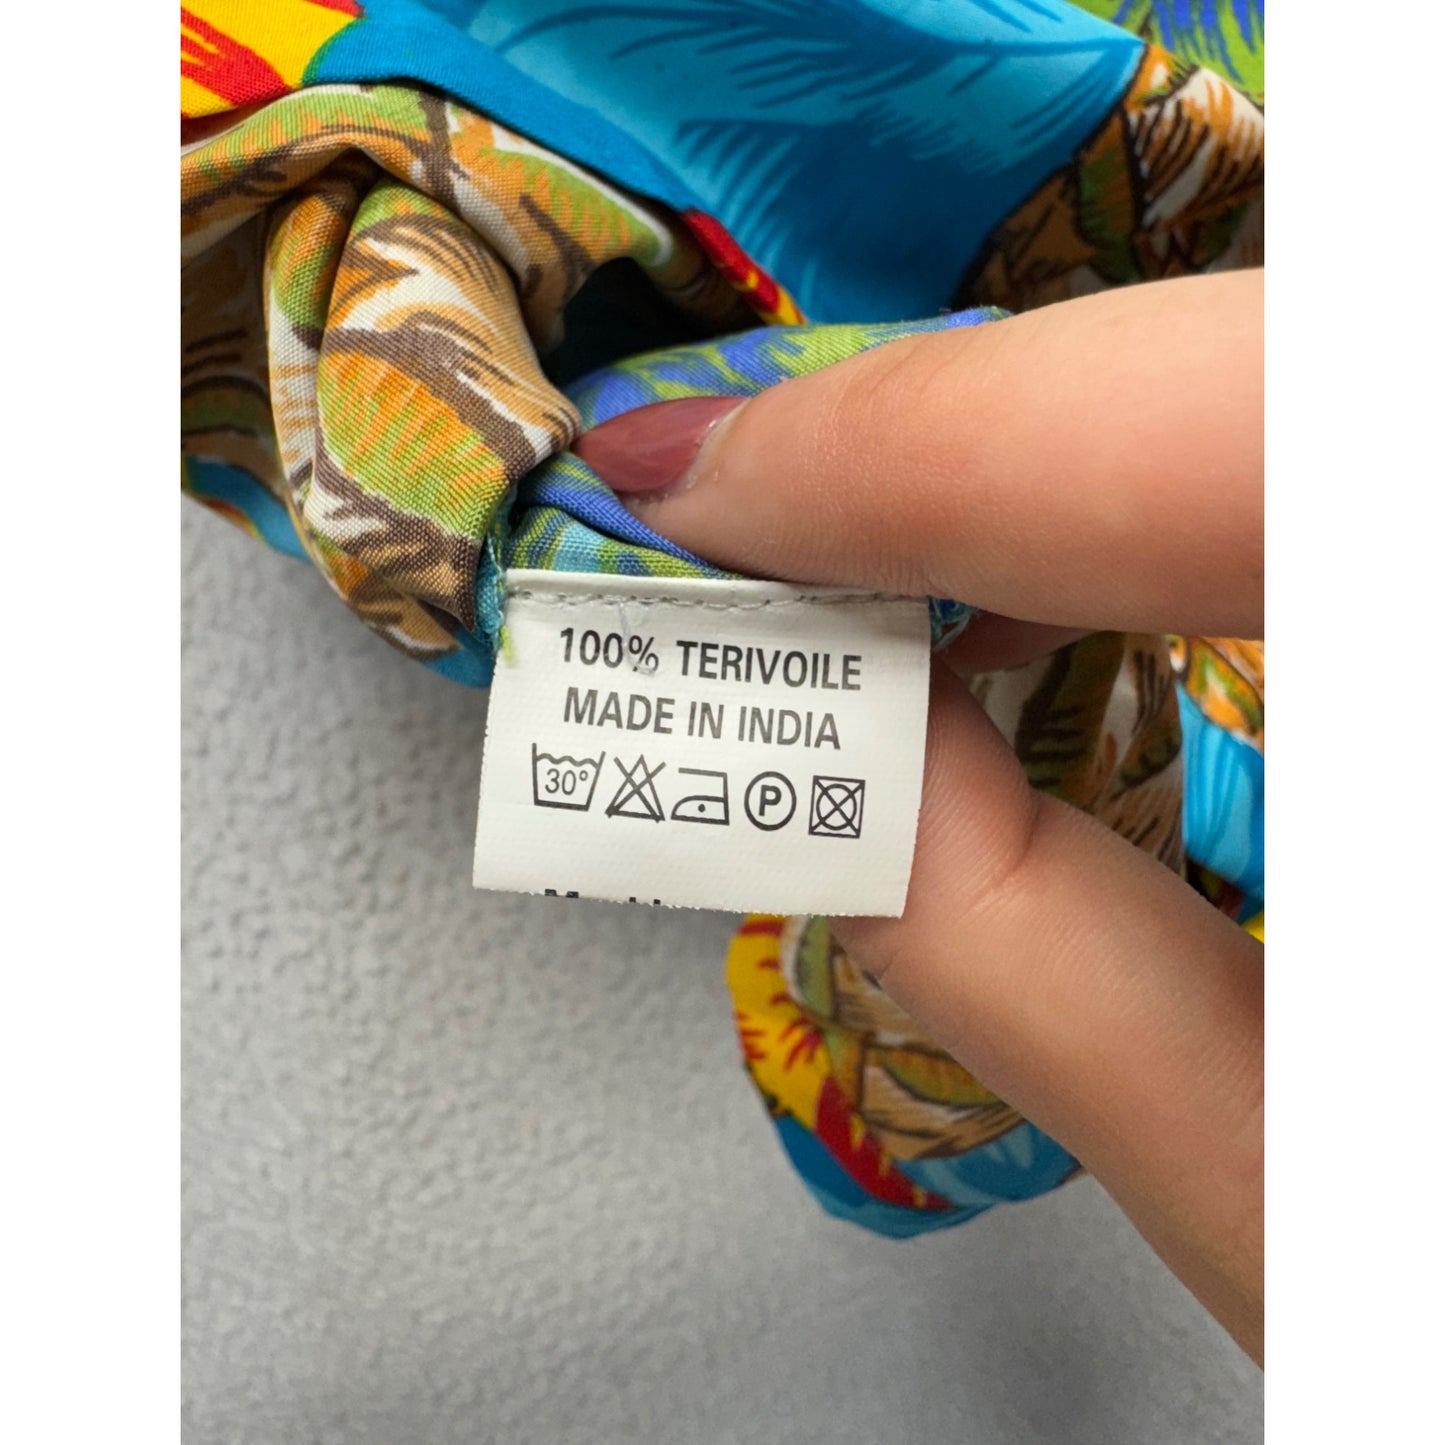 100% TERIVOILE
MADE IN INDIA
30°
P